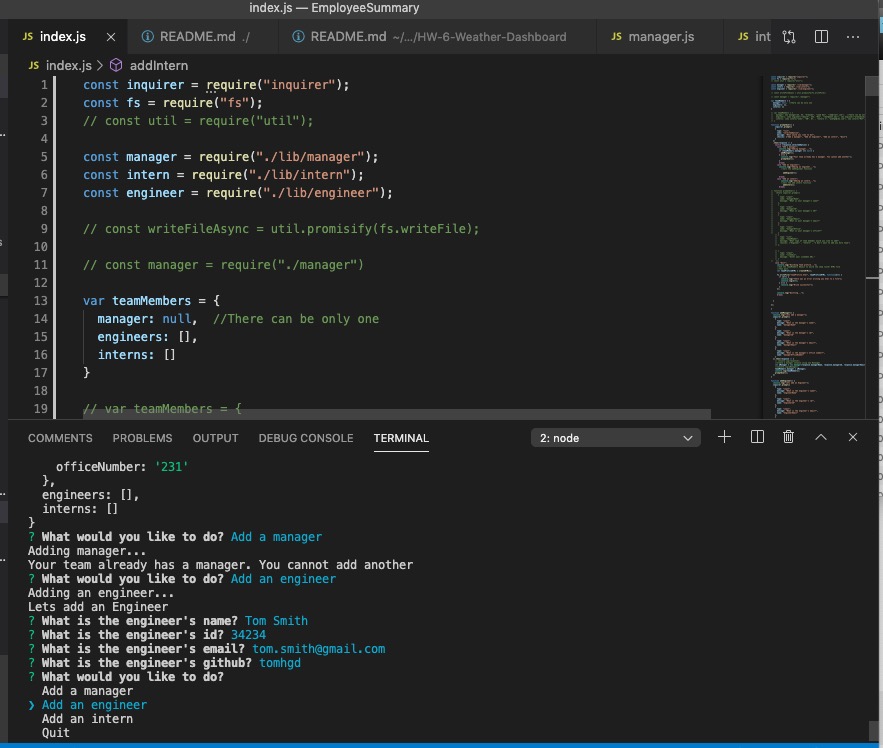 index.js — EmployeeSummary
JS index.js × README.md ./ README.md ~/.../HW-6-Weather-Dashboard JS manager.js JS int
JS index.js > addIntern
1 const inquirer = require("inquirer");
2 const fs = require("fs");
3 // const util = require("util");
4
5 const manager = require("./lib/manager");
6 const intern = require("./lib/intern");
7 const engineer = require("./lib/engineer");
8
9 // const writeFileAsync = util.promisify(fs.writeFile);
10
11 // const manager = require("./manager")
12
13 var teamMembers = {
14 manager: null, //There can be only one
15 engineers: [],
16 interns: []
17 }
18
19 // var teamMembers = {
COMMENTS PROBLEMS OUTPUT DEBUG CONSOLE TERMINAL 2: node
officeNumber: '231'
},
engineers: [],
interns: []
}
? What would you like to do? Add a manager
Adding manager...
Your team already has a manager. You cannot add another
? What would you like to do? Add an engineer
Adding an engineer...
Lets add an Engineer
? What is the engineer's name? Tom Smith
? What is the engineer's id? 34234
? What is the engineer's email? tom.smith@gmail.com
? What is the engineer's github? tomhgd
? What would you like to do?
Add a manager
❯ Add an engineer
Add an intern
Quit